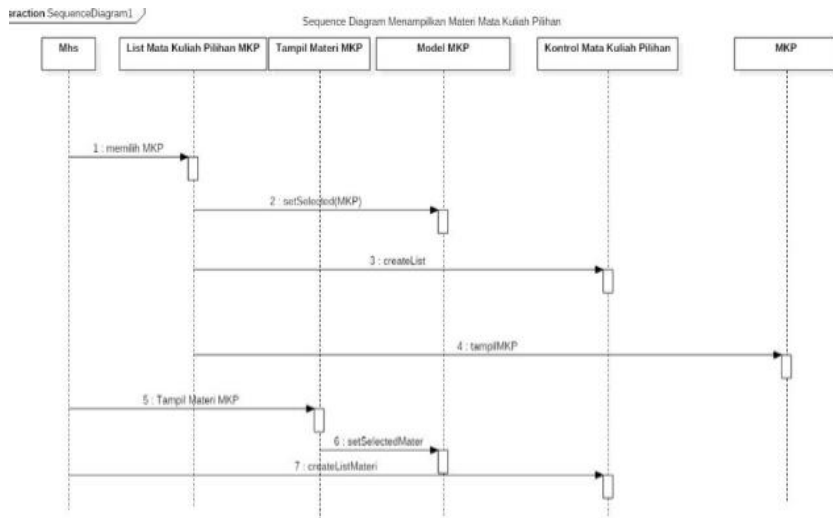 eraction SequenceDiagram1
Sequence Diagram Menampilkan Materi Mata Kuliah Pilihan
Mhs
List Mata Kuliah Pilihan MKP
Tampil Materi MKP
Model MKP
Kontrol Mata Kuliah Pilihan
MKP
1 : memilih MKP
2 : setSelected(MKP)
3 : createList
4 : tampilMKP
5 : Tampil Materi MKP
6 : setSelectedMater
7 : createListMateri